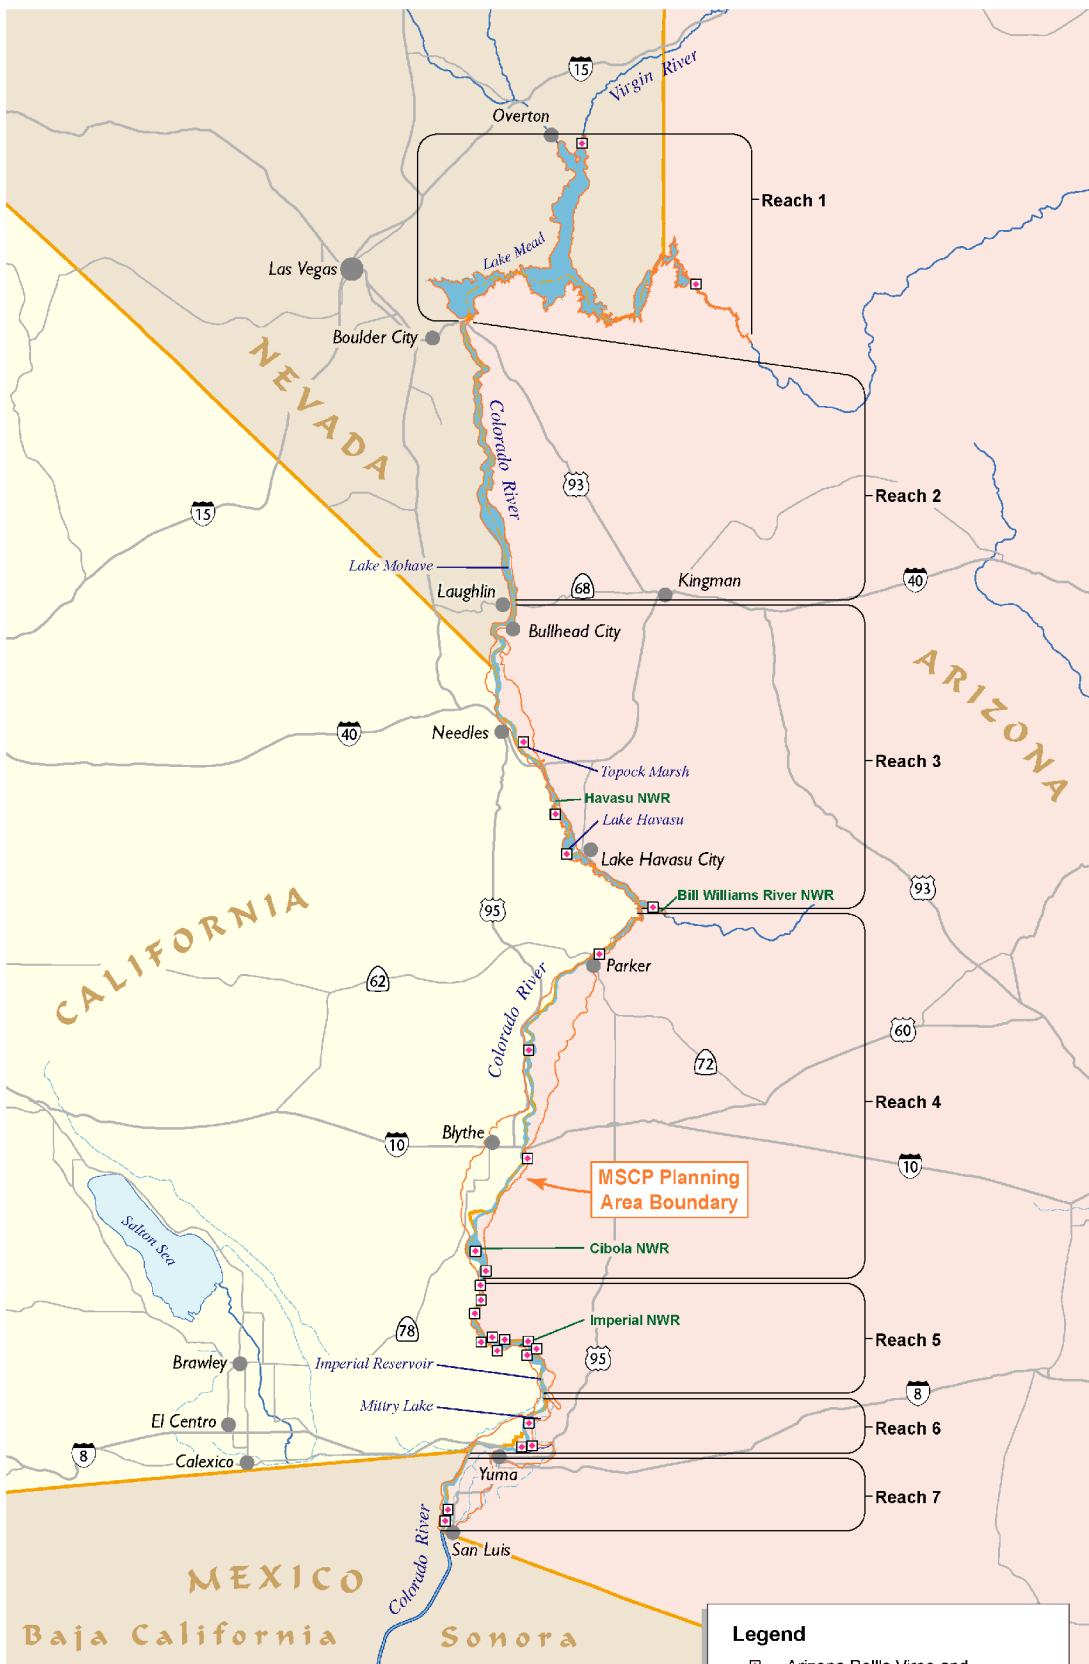 15
Virgin River
Overton
Reach 1
Lake Mead
Las Vegas
Boulder City
NEVADA
Colorado River
93
Reach 2
15
Lake Mohave
Laughlin
68
Kingman
40
Bullhead City
ARIZONA
40
Needles
Topock Marsh
Reach 3
Havasu NWR
Lake Havasu
Lake Havasu City
93
Bill Williams River NWR
95
CALIFORNIA
62
Parker
Colorado River
60
72
Reach 4
Blythe
10
10
MSCP Planning
Area Boundary
Salton Sea
Cibola NWR
Imperial NWR
78
Reach 5
95
Brawley
Imperial Reservoir
8
Mittry Lake
El Centro
Reach 6
8
Calexico
Yuma
Reach 7
Colorado River
San Luis
MEXICO
Baja California
Sonora
Legend